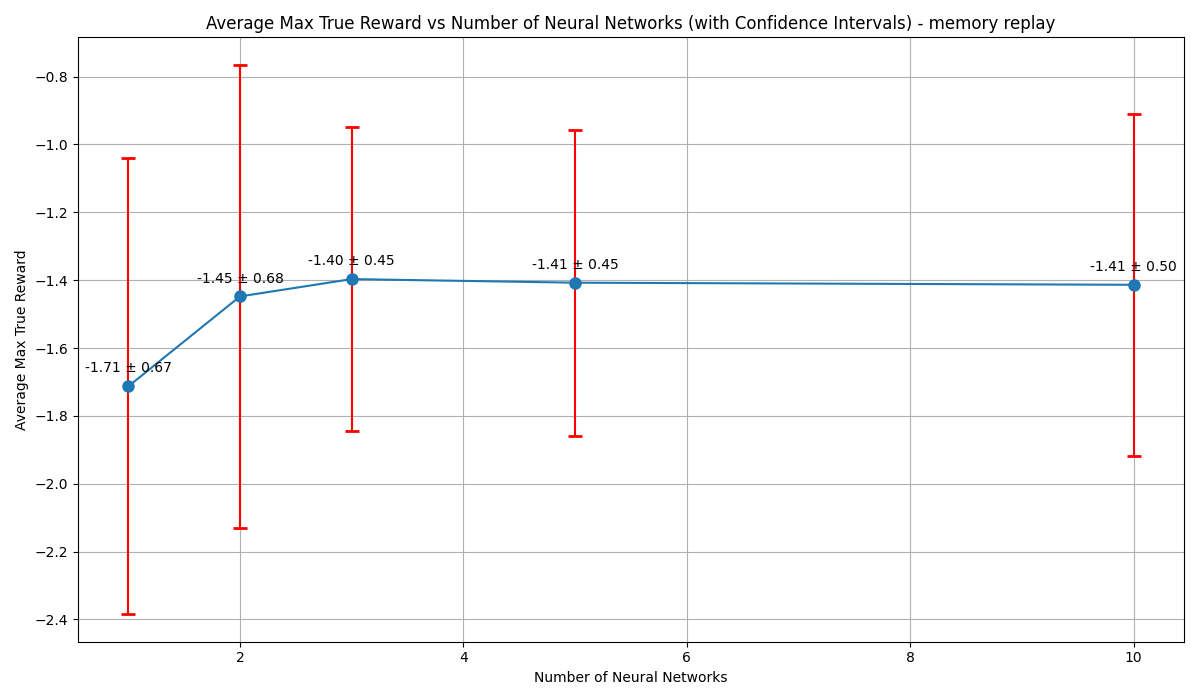 Average Max True Reward vs Number of Neural Networks (with Confidence Intervals) - memory replay
Average Max True Reward
−0.8
−1.0
−1.2
−1.4
−1.6
−1.8
−2.0
−2.2
−2.4
-1.71 ± 0.67
-1.45 ± 0.68
-1.40 ± 0.45
-1.41 ± 0.45
-1.41 ± 0.50
2
4
6
8
10
Number of Neural Networks